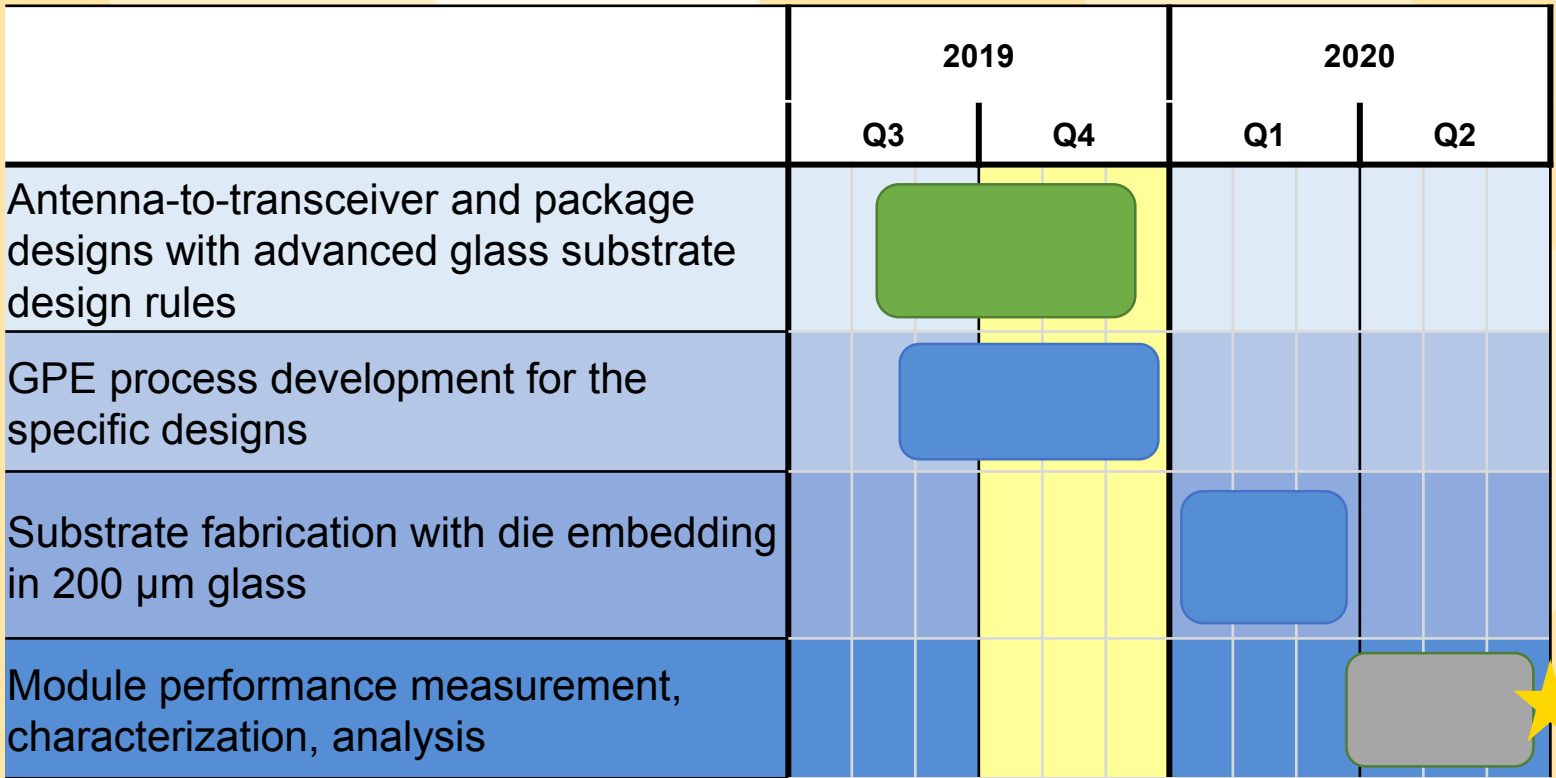 2019
2020
Q3
Q4
Q1
Q2
Antenna-to-transceiver and package
designs with advanced glass substrate
design rules
GPE process development for the
specific designs
Substrate fabrication with die embedding
in 200 µm glass
Module performance measurement,
characterization, analysis